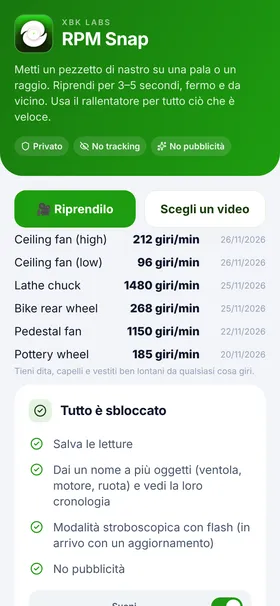 XBK LABS
RPM Snap
Metti un pezzetto di nastro su una pala o un
raggio. Riprendi per 3–5 secondi, fermo e da
vicino. Usa il rallentatore per tutto ciò che è
veloce.
Privato No tracking No pubblicità
Riprendilo Scegli un video
Ceiling fan (high) 212 giri/min 26/11/2026
Ceiling fan (low) 96 giri/min 26/11/2026
Lathe chuck 1480 giri/min 25/11/2026
Bike rear wheel 268 giri/min 25/11/2026
Pedestal fan 1150 giri/min 22/11/2026
Pottery wheel 185 giri/min 20/11/2026
Tieni dita, capelli e vestiti ben lontani da qualsiasi cosa giri.
Tutto è sbloccato
Salva le letture
Dai un nome a più oggetti (ventola,
motore, ruota) e vedi la loro
cronologia
Modalità stroboscopica con flash (in
arrivo con un aggiornamento)
No pubblicità